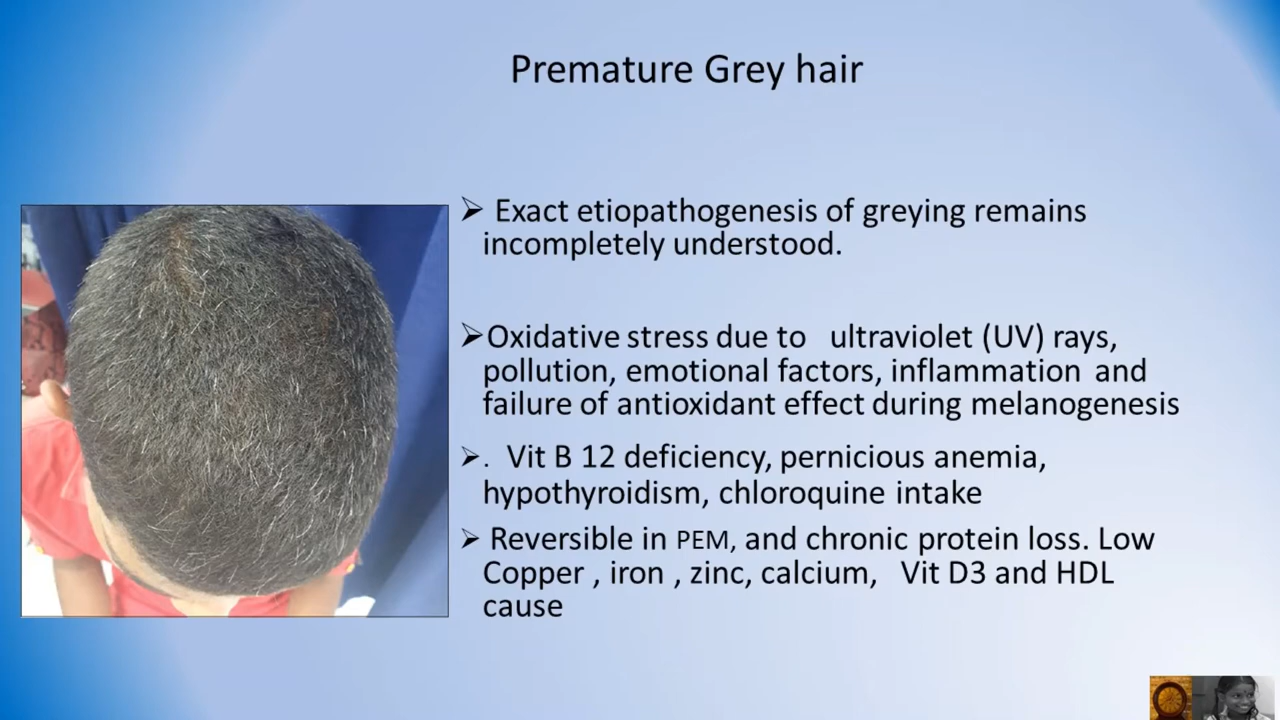 Premature Grey hair
➢ Exact etiopathogenesis of greying remains
incompletely understood.
➢Oxidative stress due to ultraviolet (UV) rays,
pollution, emotional factors, inflammation and
failure of antioxidant effect during melanogenesis
➢. Vit B 12 deficiency, pernicious anemia,
hypothyroidism, chloroquine intake
➢ Reversible in PEM, and chronic protein loss. Low
Copper , iron , zinc, calcium, Vit D3 and HDL
cause